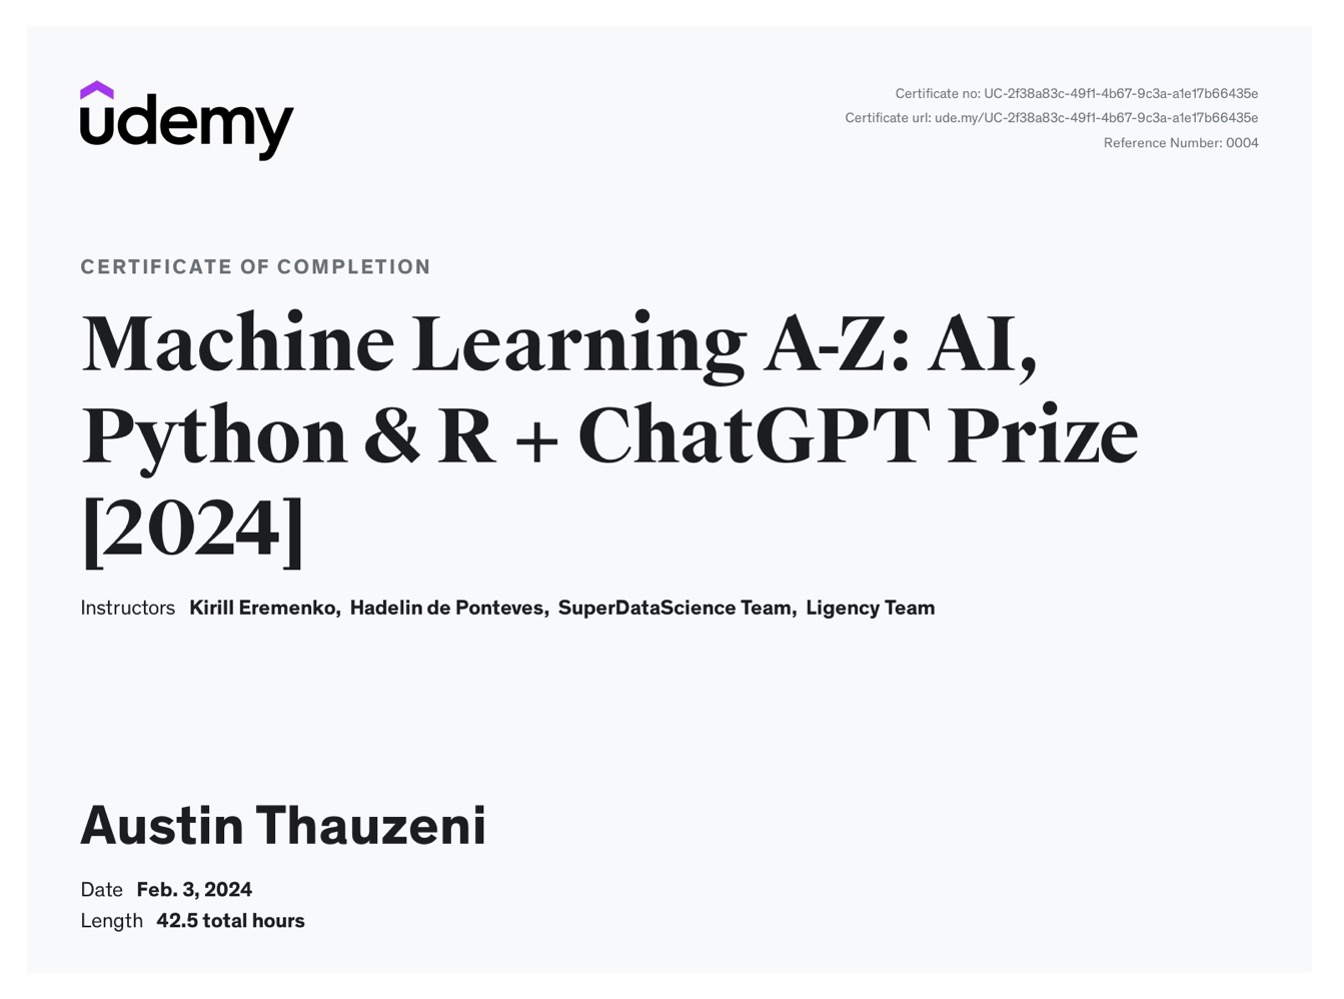 udemy
Certificate no: UC-2f38a83c-49f1-4b67-9c3a-a1e17b66435e
Certificate url: ude.my/UC-2f38a83c-49f1-4b67-9c3a-a1e17b66435e
Reference Number: 0004
CERTIFICATE OF COMPLETION
Machine Learning A-Z: AI,
Python & R + ChatGPT Prize
[2024]
Instructors Kirill Eremenko, Hadelin de Ponteves, SuperDataScience Team, Ligency Team
Austin Thauzeni
Date Feb. 3, 2024
Length 42.5 total hours